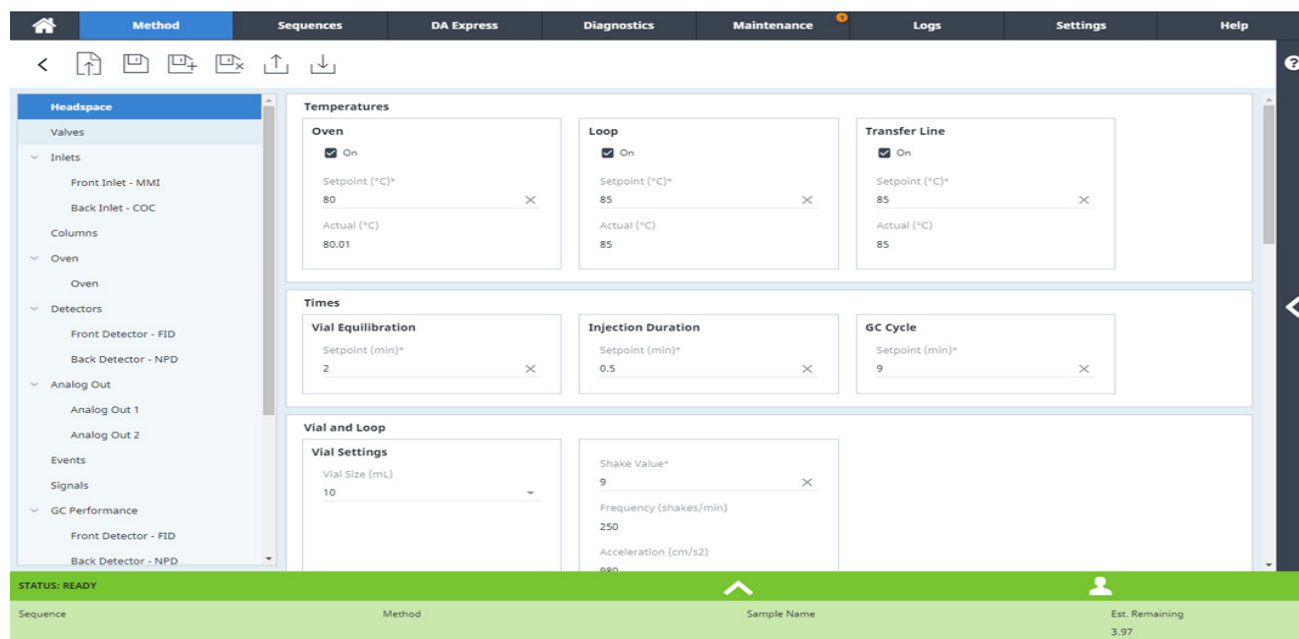 Method Sequences DA Express Diagnostics Maintenance 1 Logs Settings Help
?
Headspace
Valves
Inlets
Front Inlet - MMI
Back Inlet - COC
Columns
Oven
Oven
Detectors
Front Detector - FID
Back Detector - NPD
Analog Out
Analog Out 1
Analog Out 2
Events
Signals
GC Performance
Front Detector - FID
Back Detector - NPD
Temperatures
Oven
On
Setpoint (°C)*
80
Actual (°C)
80.01
Loop
On
Setpoint (°C)*
85
Actual (°C)
85
Transfer Line
On
Setpoint (°C)*
85
Actual (°C)
85
Times
Vial Equilibration
Setpoint (min)*
2
Injection Duration
Setpoint (min)*
0.5
GC Cycle
Setpoint (min)*
9
Vial and Loop
Vial Settings
Vial Size (mL)
10
Shake Value*
9
Frequency (shakes/min)
250
Acceleration (cm/s2)
980
STATUS: READY
Sequence Method Sample Name Est. Remaining
3.97